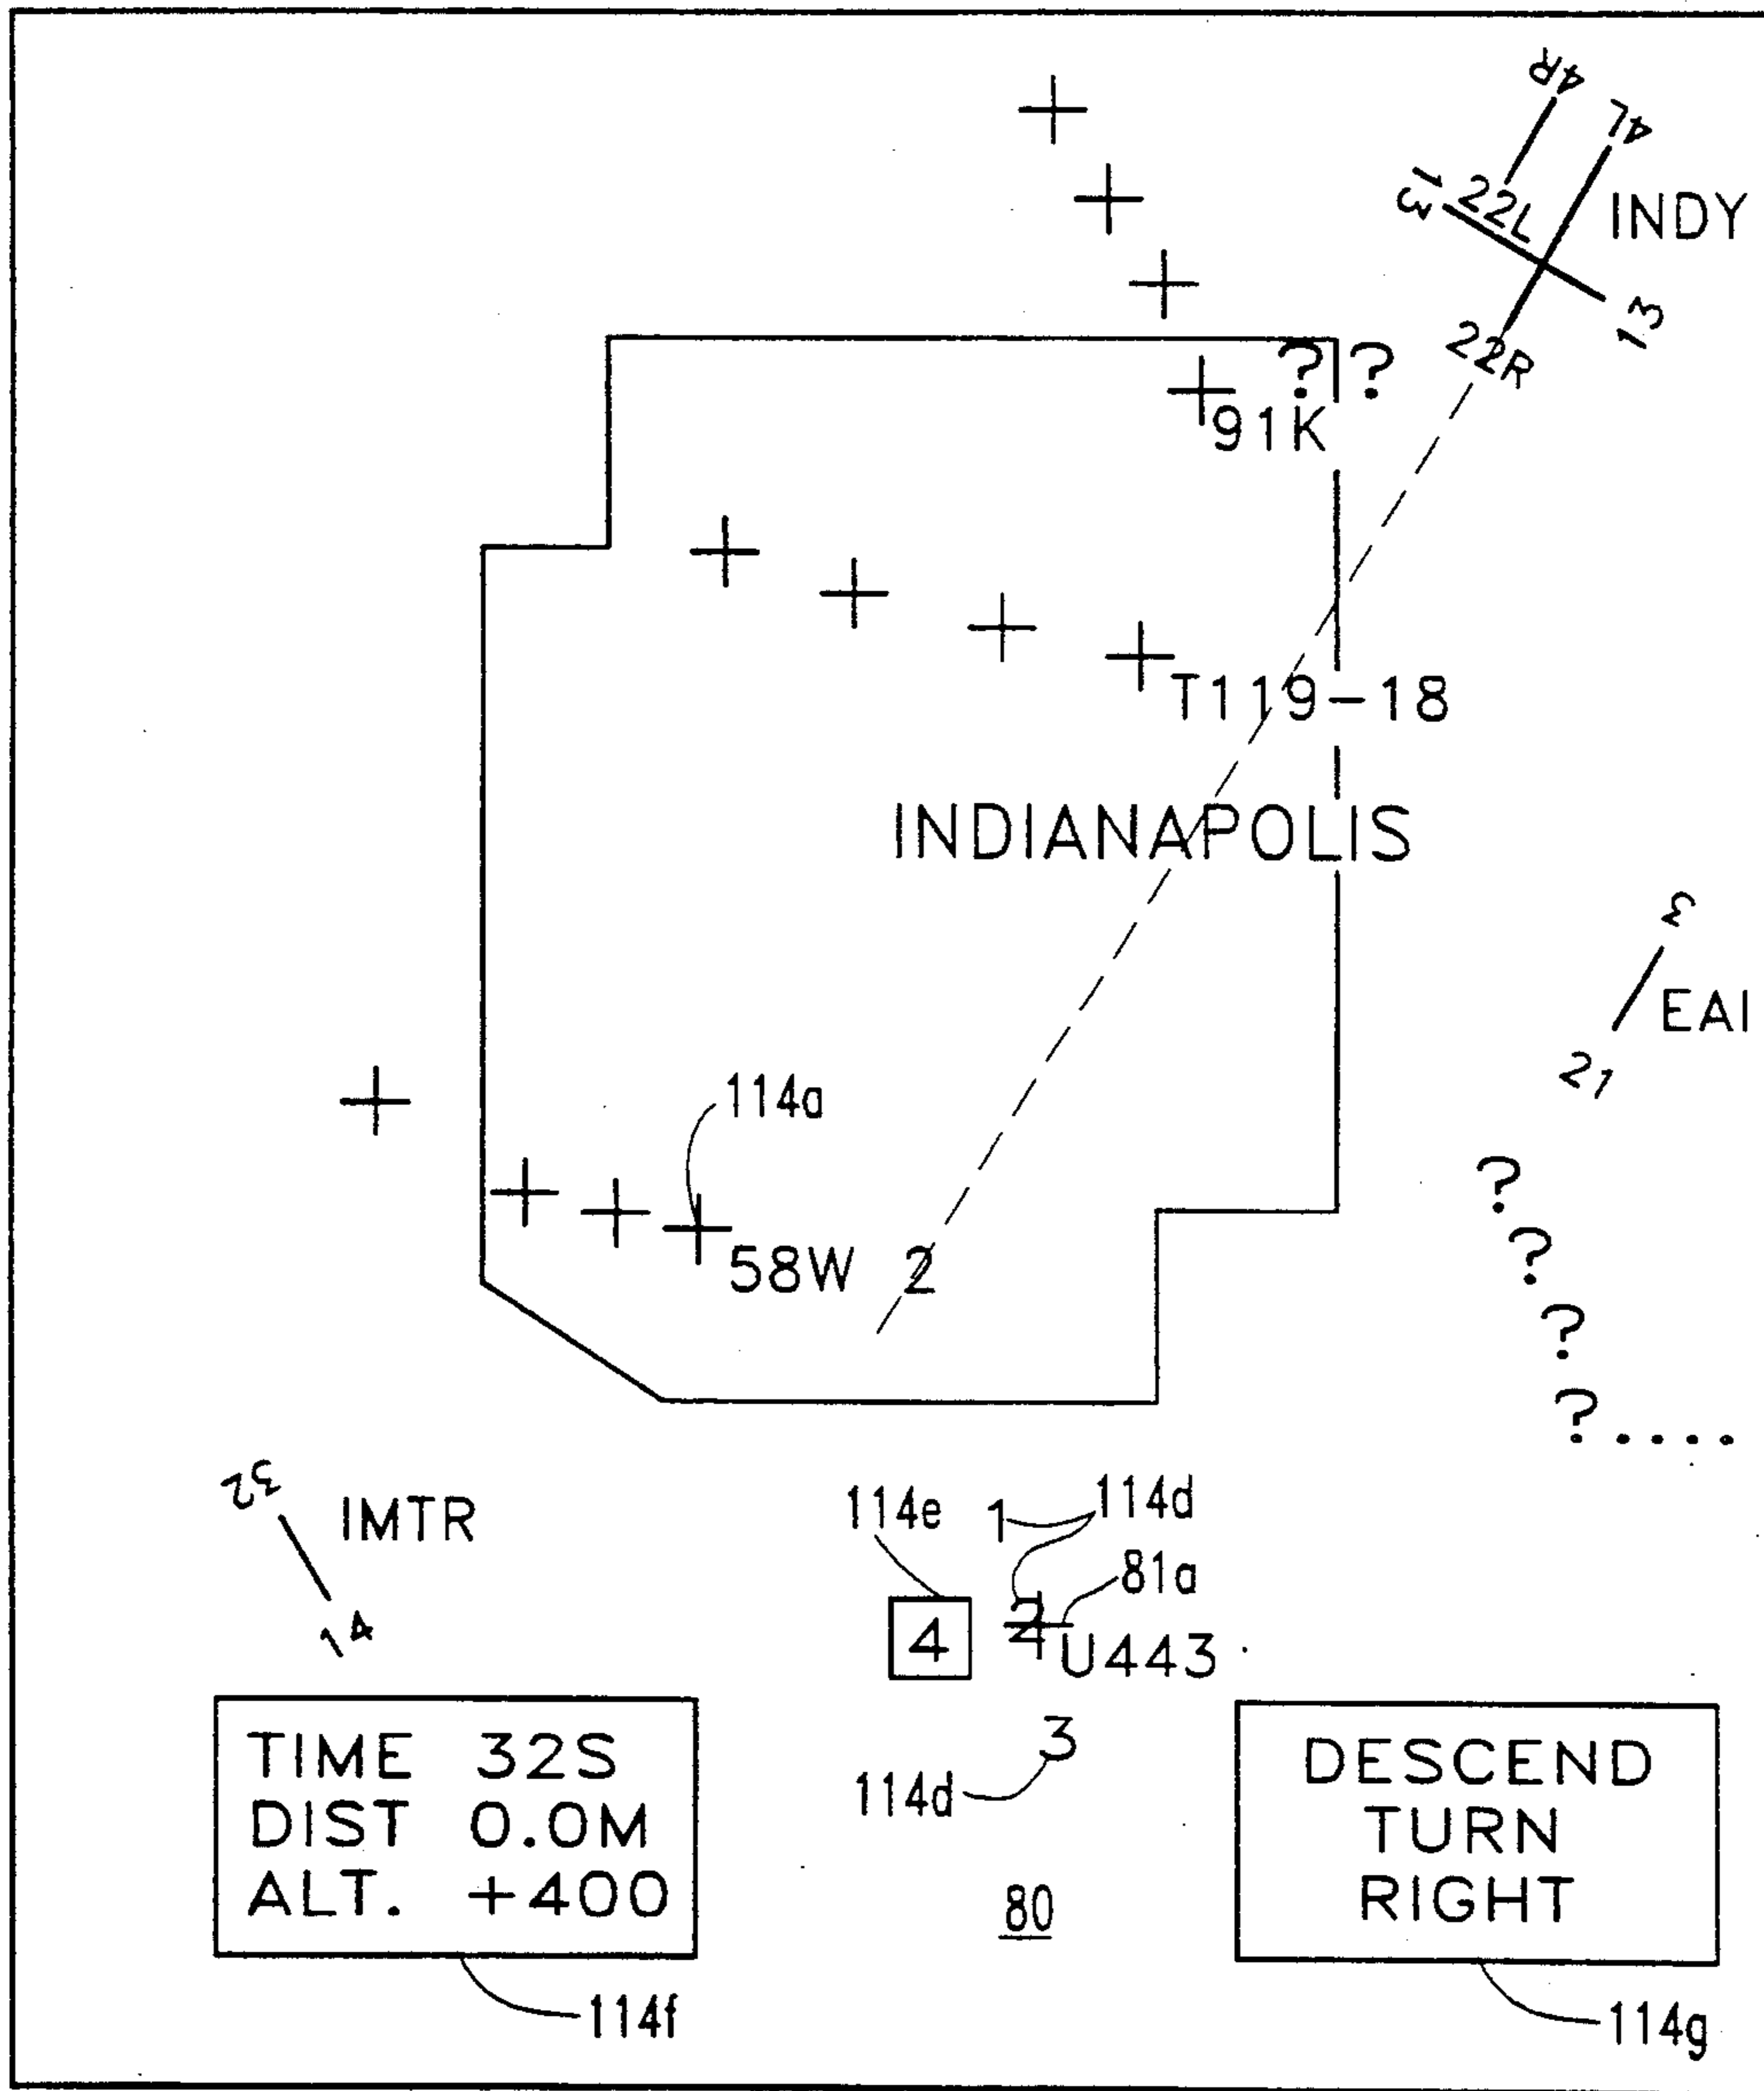 4R
4L
13
22L
INDY
13
22R
? ?
91K
T119-18
INDIANAPOLIS
3
EAI
21
114a
?
?
?
?.....
58W 2
32
IMTR
14
114e
1
114d
81a
4
2
U443
3
114d
TIME 32S
DIST 0.0M
ALT. +400
DESCEND
TURN
RIGHT
80
114f
114g